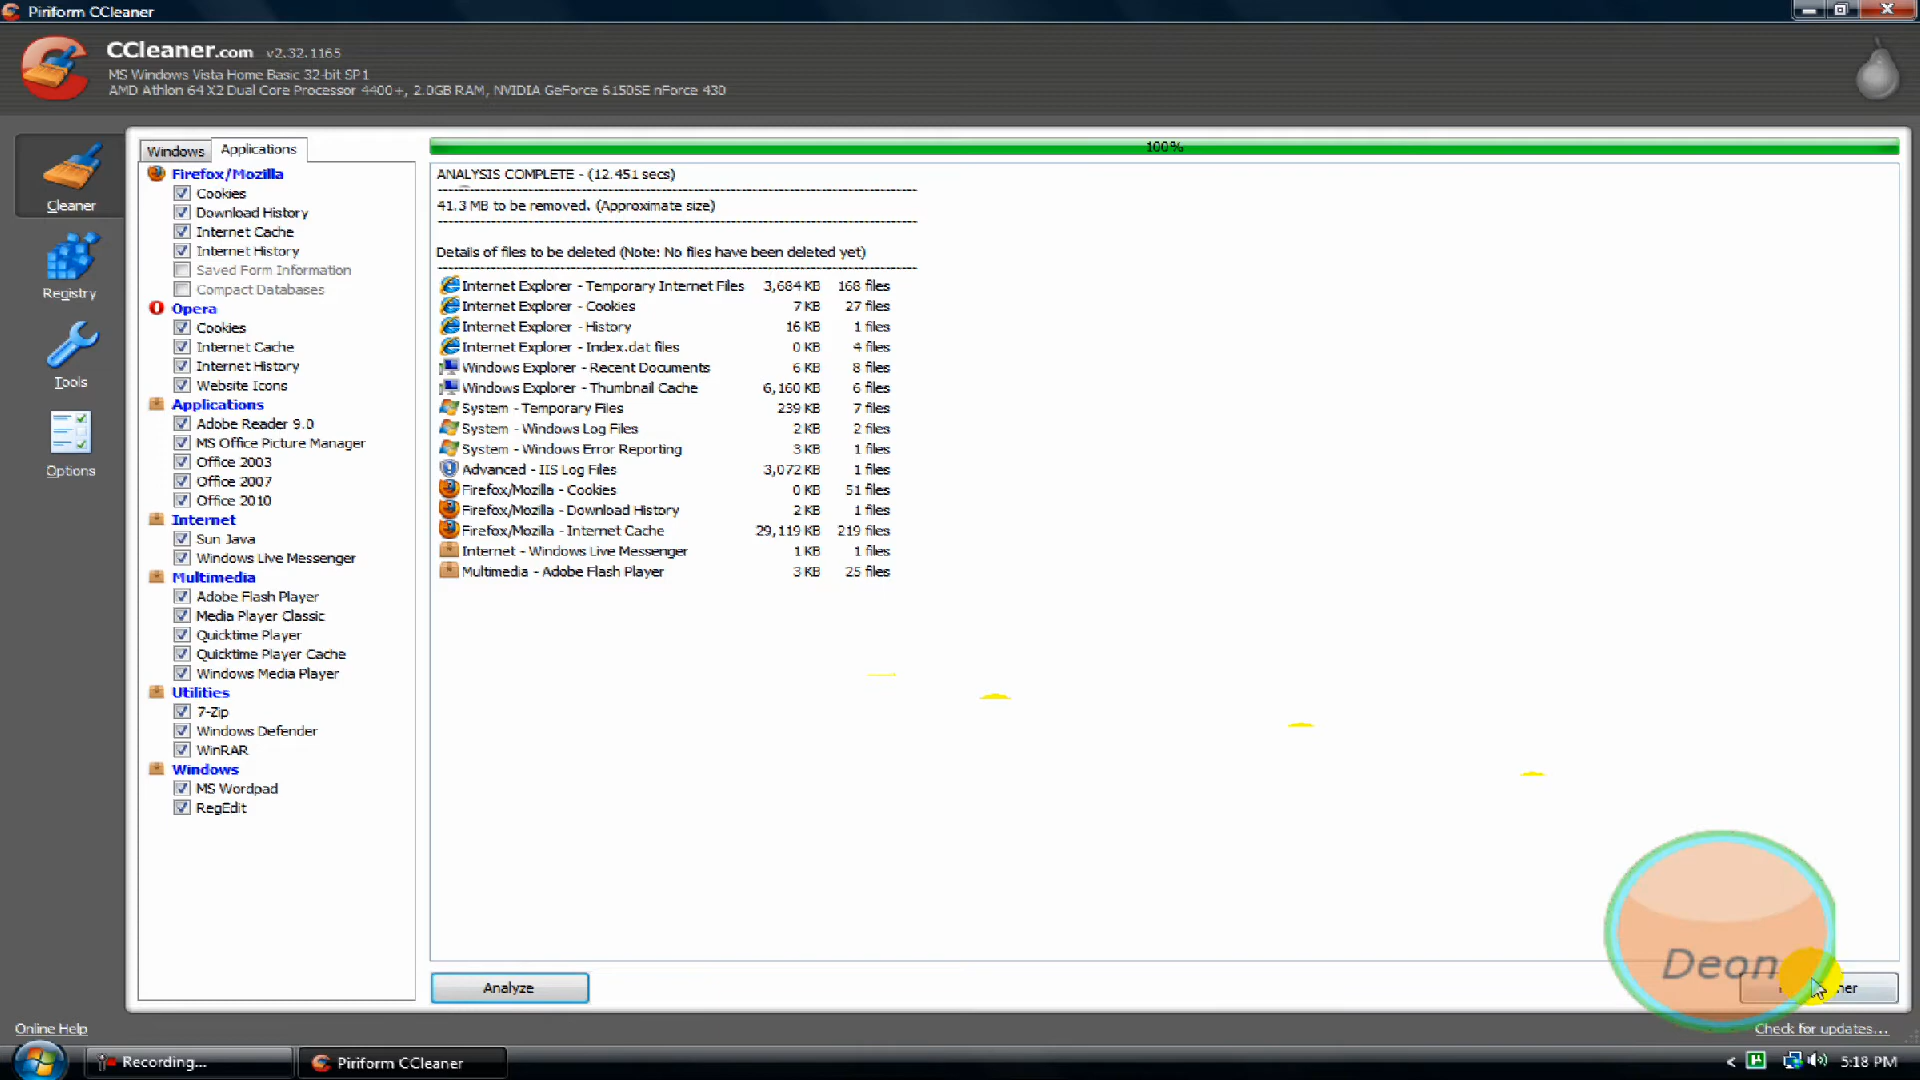 Piriform CCleaner
CCleaner.com v2.32.1165
MS Windows Vista Home Basic 32-bit SP1
AMD Athlon 64 X2 Dual Core Processor 4400+, 2.0GB RAM, NVIDIA GeForce 6150SE nForce 430
Cleaner
Registry
Tools
Options
Windows Applications
Firefox/Mozilla
Cookies
Download History
Internet Cache
Internet History
Saved Form Information
Compact Databases
Opera
Cookies
Internet Cache
Internet History
Website Icons
Applications
Adobe Reader 9.0
MS Office Picture Manager
Office 2003
Office 2007
Office 2010
Internet
Sun Java
Windows Live Messenger
Multimedia
Adobe Flash Player
Media Player Classic
Quicktime Player
Quicktime Player Cache
Windows Media Player
Utilities
7-Zip
Windows Defender
WinRAR
Windows
MS Wordpad
RegEdit
100%
ANALYSIS COMPLETE - (12.451 secs)
41.3 MB to be removed. (Approximate size)
Details of files to be deleted (Note: No files have been deleted yet)
Internet Explorer - Temporary Internet Files 3,684 KB 168 files
Internet Explorer - Cookies 7 KB 27 files
Internet Explorer - History 16 KB 1 files
Internet Explorer - Index.dat files 0 KB 4 files
Windows Explorer - Recent Documents 6 KB 8 files
Windows Explorer - Thumbnail Cache 6,160 KB 6 files
System - Temporary Files 239 KB 7 files
System - Windows Log Files 2 KB 2 files
System - Windows Error Reporting 3 KB 1 files
Advanced - IIS Log Files 3,072 KB 1 files
Firefox/Mozilla - Cookies 0 KB 51 files
Firefox/Mozilla - Download History 2 KB 1 files
Firefox/Mozilla - Internet Cache 29,119 KB 219 files
Internet - Windows Live Messenger 1 KB 1 files
Multimedia - Adobe Flash Player 3 KB 25 files
Deon
Analyze
Online Help
Check for updates...
Recording...
Piriform CCleaner
< µ 5:18 PM